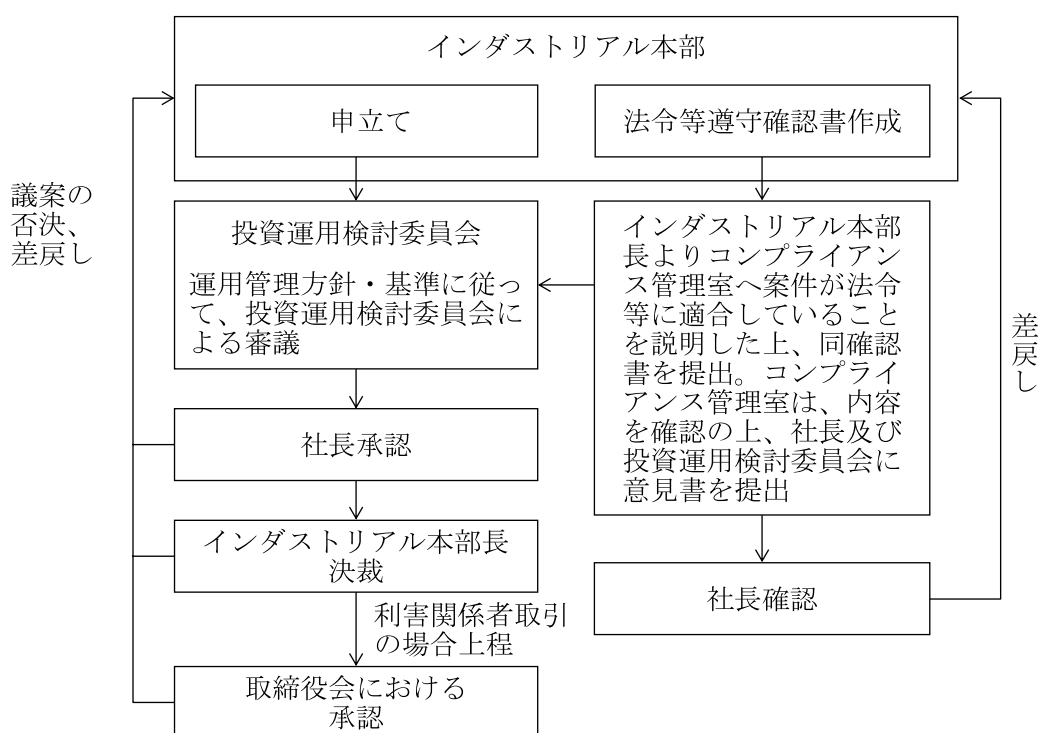 インダストリアル本部
申立て
法令等遵守確認書作成
議案の
否決、
差戻し
投資運用検討委員会
運用管理方針・基準に従っ
て、投資運用検討委員会に
よる審議
インダストリアル本部
長よりコンプライアン
ス管理室へ案件が法令
等に適合していること
を説明した上、同確認
書を提出。コンプライ
アンス管理室は、内容
を確認の上、社長及び
投資運用検討委員会に
意見書を提出
差戻し
社長承認
インダストリアル本部長
決裁
社長確認
利害関係者取引
の場合上程
取締役会における
承認